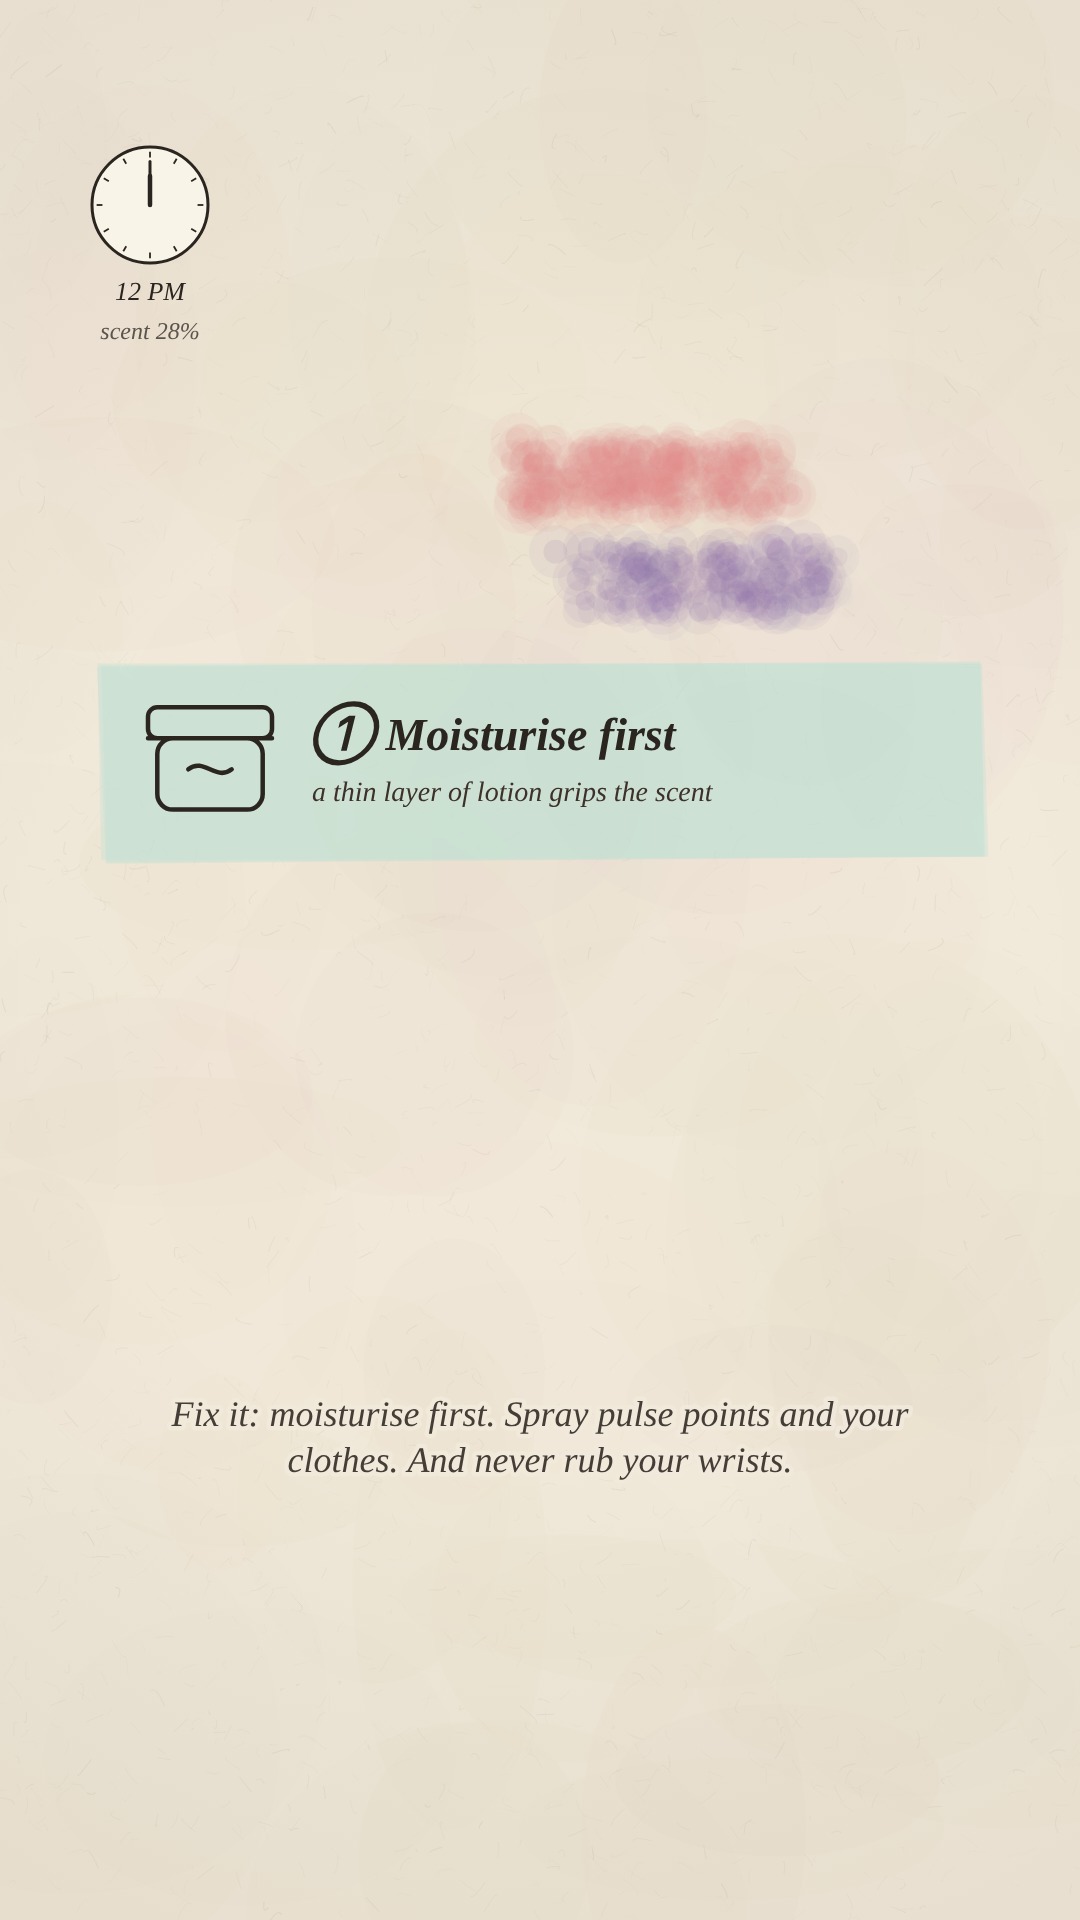 12 PM
scent 28%
① Moisturise first
a thin layer of lotion grips the scent
Fix it: moisturise first. Spray pulse points and your
clothes. And never rub your wrists.